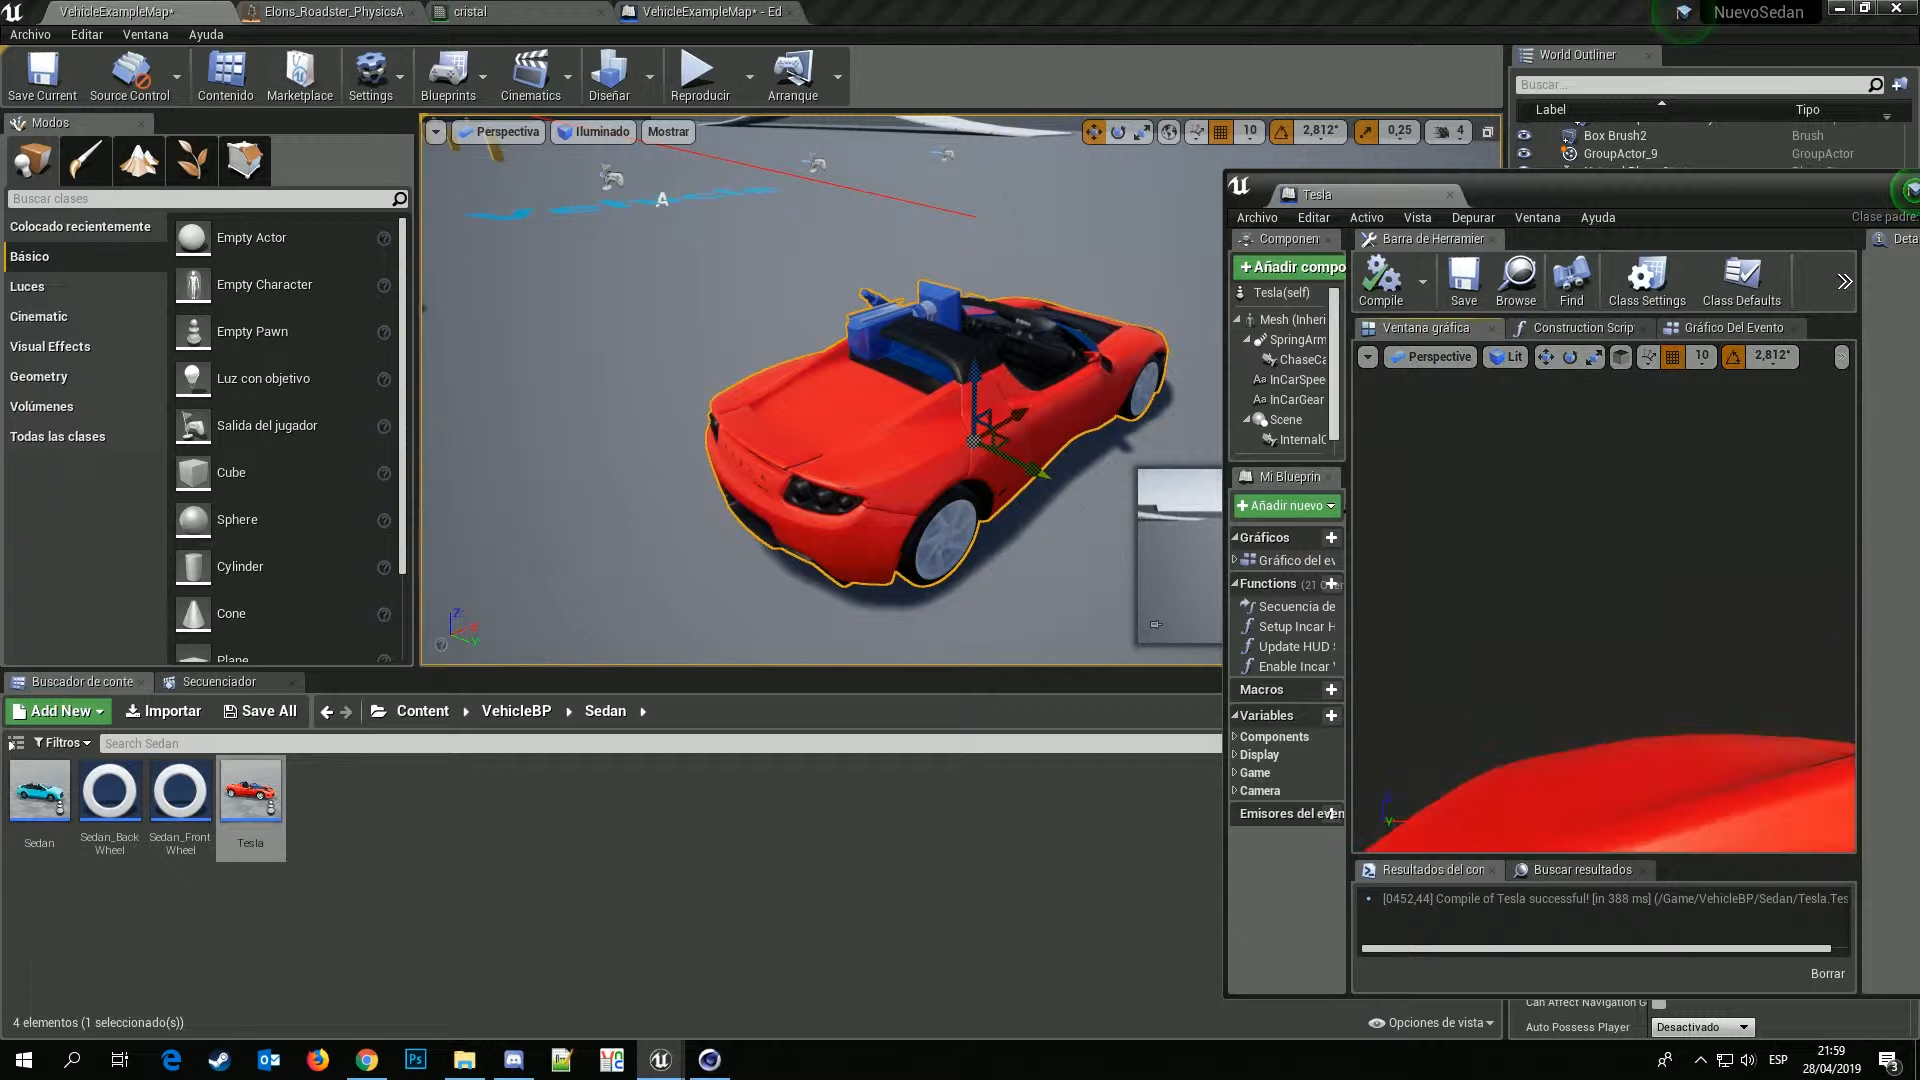 VehicleExampleMap*
Elons_Roadster_PhysicsA
cristal
VehicleExampleMap* - Ed
NuevoSedan
Archivo Editar Ventana Ayuda
Save Current
Source Control
Contenido
Marketplace
Settings
Blueprints
Cinematics
Diseñar
Reproducir
Arranque
World Outliner
Buscar...
Label Tipo
Box Brush2 Brush
GroupActor_9 GroupActor
Modos
Buscar clases
Colocado recientemente
Básico
Luces
Cinematic
Visual Effects
Geometry
Volúmenes
Todas las clases
Empty Actor
Empty Character
Empty Pawn
Luz con objetivo
Salida del jugador
Cube
Sphere
Cylinder
Cone
Plane
Perspectiva
Iluminado
Mostrar
10
2,812°
0,25
4
A
Z
X
Y
Tesla
Archivo Editar Activo Vista Depurar Ventana Ayuda
Clase padre:
Componen
Barra de Herramier
Deta
+Añadir compo
Tesla(self)
Mesh (Inheri
SpringArm
ChaseCa
InCarSpee
InCarGear
Scene
InternalC
Compile
Save
Browse
Find
Class Settings
Class Defaults
Ventana gráfica
Construction Scrip
Gráfico Del Evento
Perspective
Lit
10
2,812°
Mi Blueprin
+Añadir nuevo
Gráficos
Gráfico del ev
Functions
Secuencia de
Setup Incar H
Update HUD S
Enable Incar V
Macros
Variables
Components
Display
Game
Camera
Emisores del even
Resultados del con
Buscar resultados
[0452,44] Compile of Tesla successful! [in 388 ms] (/Game/VehicleBP/Sedan/Tesla.Tes
Borrar
Can Affect Navigation G
Auto Possess Player
Desactivado
Buscador de conte
Secuenciador
Add New
Importar
Save All
Content
VehicleBP
Sedan
Filtros
Search Sedan
Sedan
Sedan_Back
Wheel
Sedan_Front
Wheel
Tesla
4 elementos (1 seleccionado(s))
Opciones de vista
ESP
21:59
28/04/2019
3